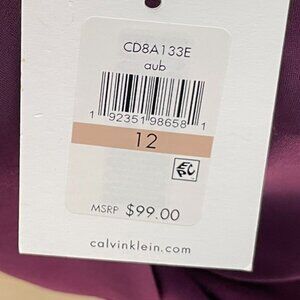 CD8A133E
aub
1 92351 98658 1
12
MSRP $99.00
calvinklein.com